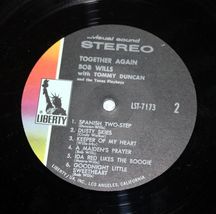 VISUAL SOUND
STEREO
TOGETHER AGAIN
BOB WILLS
with TOMMY DUNCAN
and the Texas Playboys
LST-7173
2
LIBERTY
1. SPANISH TWO-STEP
2. DUSTY SKIES
3. KEEPER OF MY HEART
4. A MAIDEN'S PRAYER
5. IDA RED LIKES THE BOOGIE
6. GOODNIGHT LITTLE
SWEETHEART
LIBERTY, INC., LOS ANGELES, CALIFORNIA